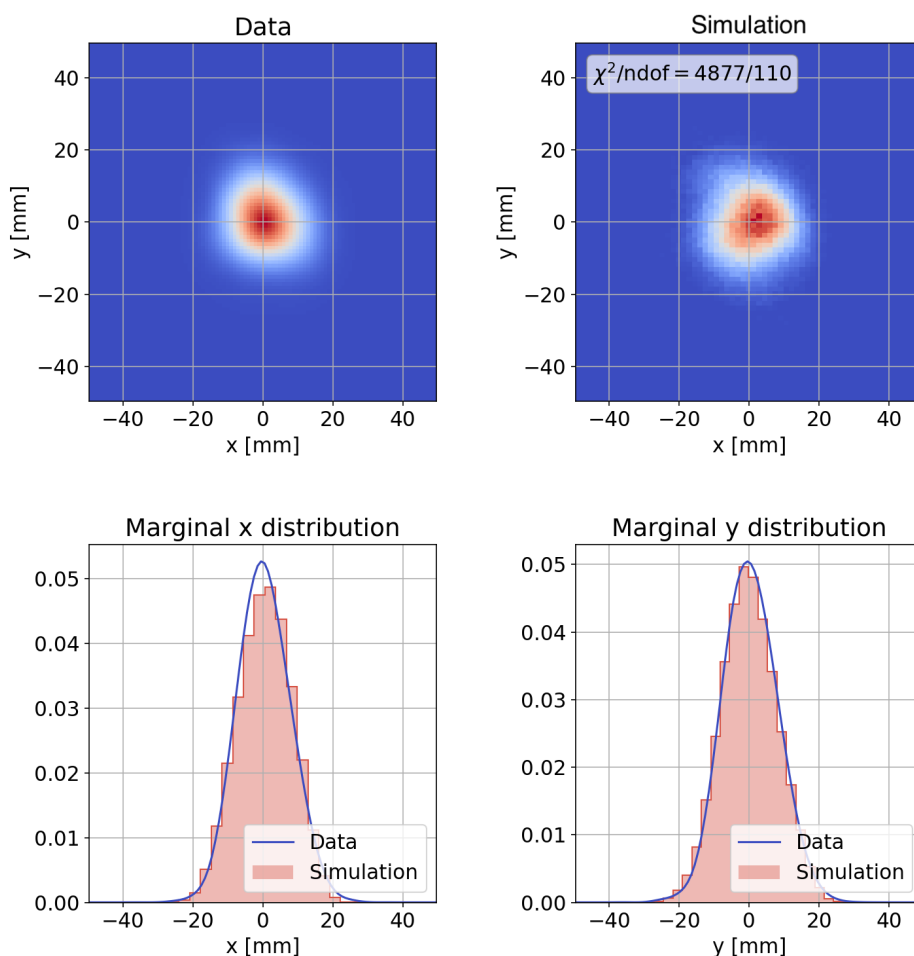 Data
Simulation
χ²/ndof = 4877/110
y [mm]
40
20
0
−20
−40
−40 −20 0 20 40
x [mm]
y [mm]
40
20
0
−20
−40
−40 −20 0 20 40
x [mm]
Marginal x distribution
0.05
0.04
0.03
0.02
0.01
0.00
Data
Simulation
−40 −20 0 20 40
x [mm]
Marginal y distribution
0.05
0.04
0.03
0.02
0.01
0.00
Data
Simulation
−40 −20 0 20 40
y [mm]